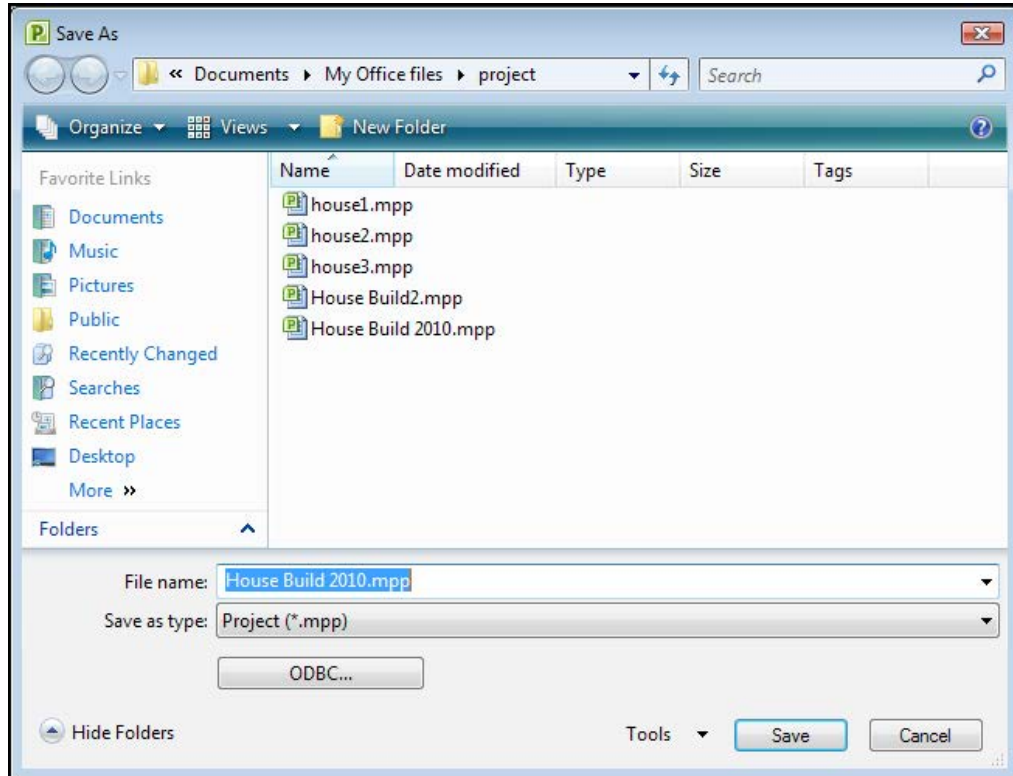 Save As
« Documents ▸ My Office files ▸ project
Search
Organize
Views
New Folder
Favorite Links
Documents
Music
Pictures
Public
Recently Changed
Searches
Recent Places
Desktop
More »
Folders
Name Date modified Type Size Tags
house1.mpp
house2.mpp
house3.mpp
House Build2.mpp
House Build 2010.mpp
File name: House Build 2010.mpp
Save as type: Project (*.mpp)
ODBC...
Hide Folders
Tools
Save
Cancel